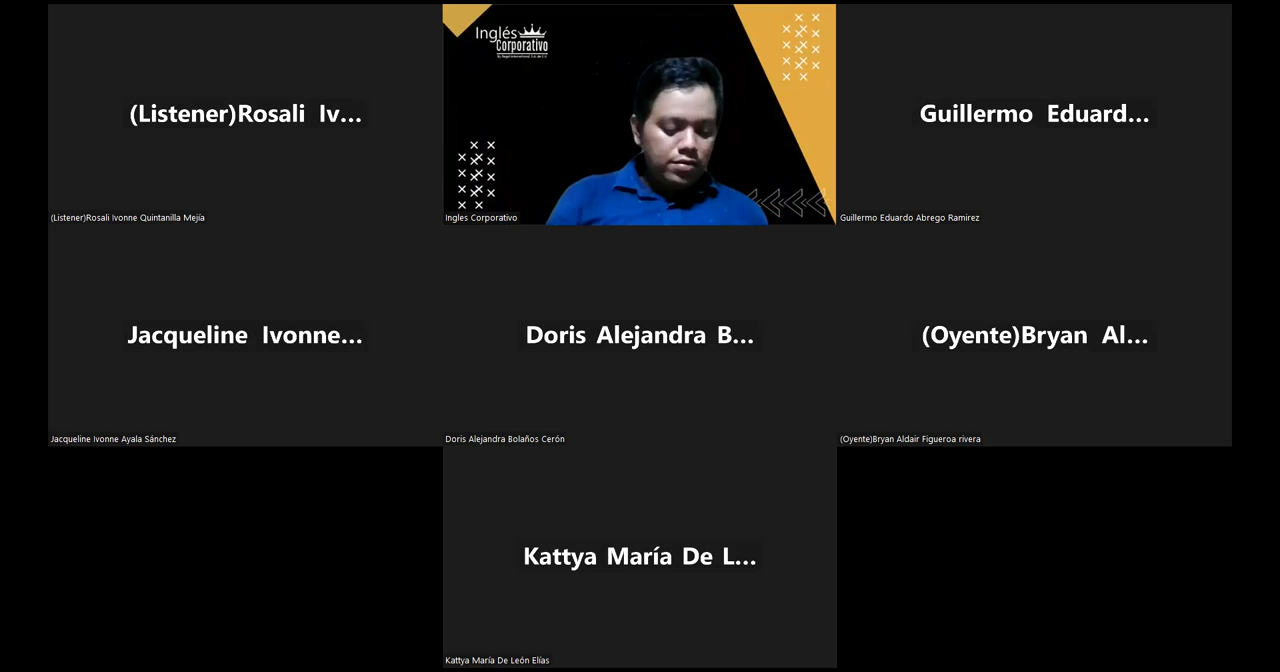 (Listener)Rosali Iv...
(Listener)Rosali Ivonne Quintanilla Mejía
Inglés
Corporativo
Ingles Corporativo
Guillermo Eduard...
Guillermo Eduardo Abrego Ramirez
Jacqueline Ivonne...
Jacqueline Ivonne Ayala Sánchez
Doris Alejandra B...
Doris Alejandra Bolaños Cerón
(Oyente)Bryan Al...
(Oyente)Bryan Aldair Figueroa rivera
Kattya María De L...
Kattya María De León Elías